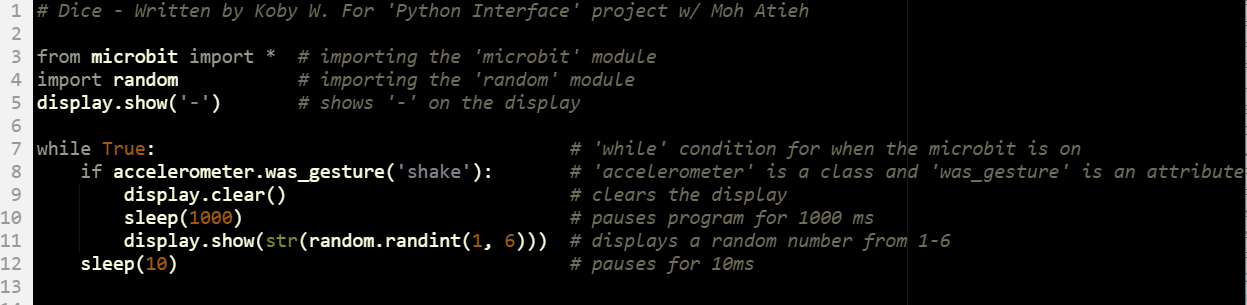 1 # Dice - Written by Koby W. For 'Python Interface' project w/ Moh Atieh
2
3 from microbit import *  # importing the 'microbit' module
4 import random           # importing the 'random' module
5 display.show('-')       # shows '-' on the display
6
7 while True:                                      # 'while' condition for when the microbit is on
8     if accelerometer.was_gesture('shake'):       # 'accelerometer' is a class and 'was_gesture' is an attribute
9         display.clear()                          # clears the display
10         sleep(1000)                              # pauses program for 1000 ms
11         display.show(str(random.randint(1, 6)))  # displays a random number from 1-6
12     sleep(10)                                    # pauses for 10ms
13